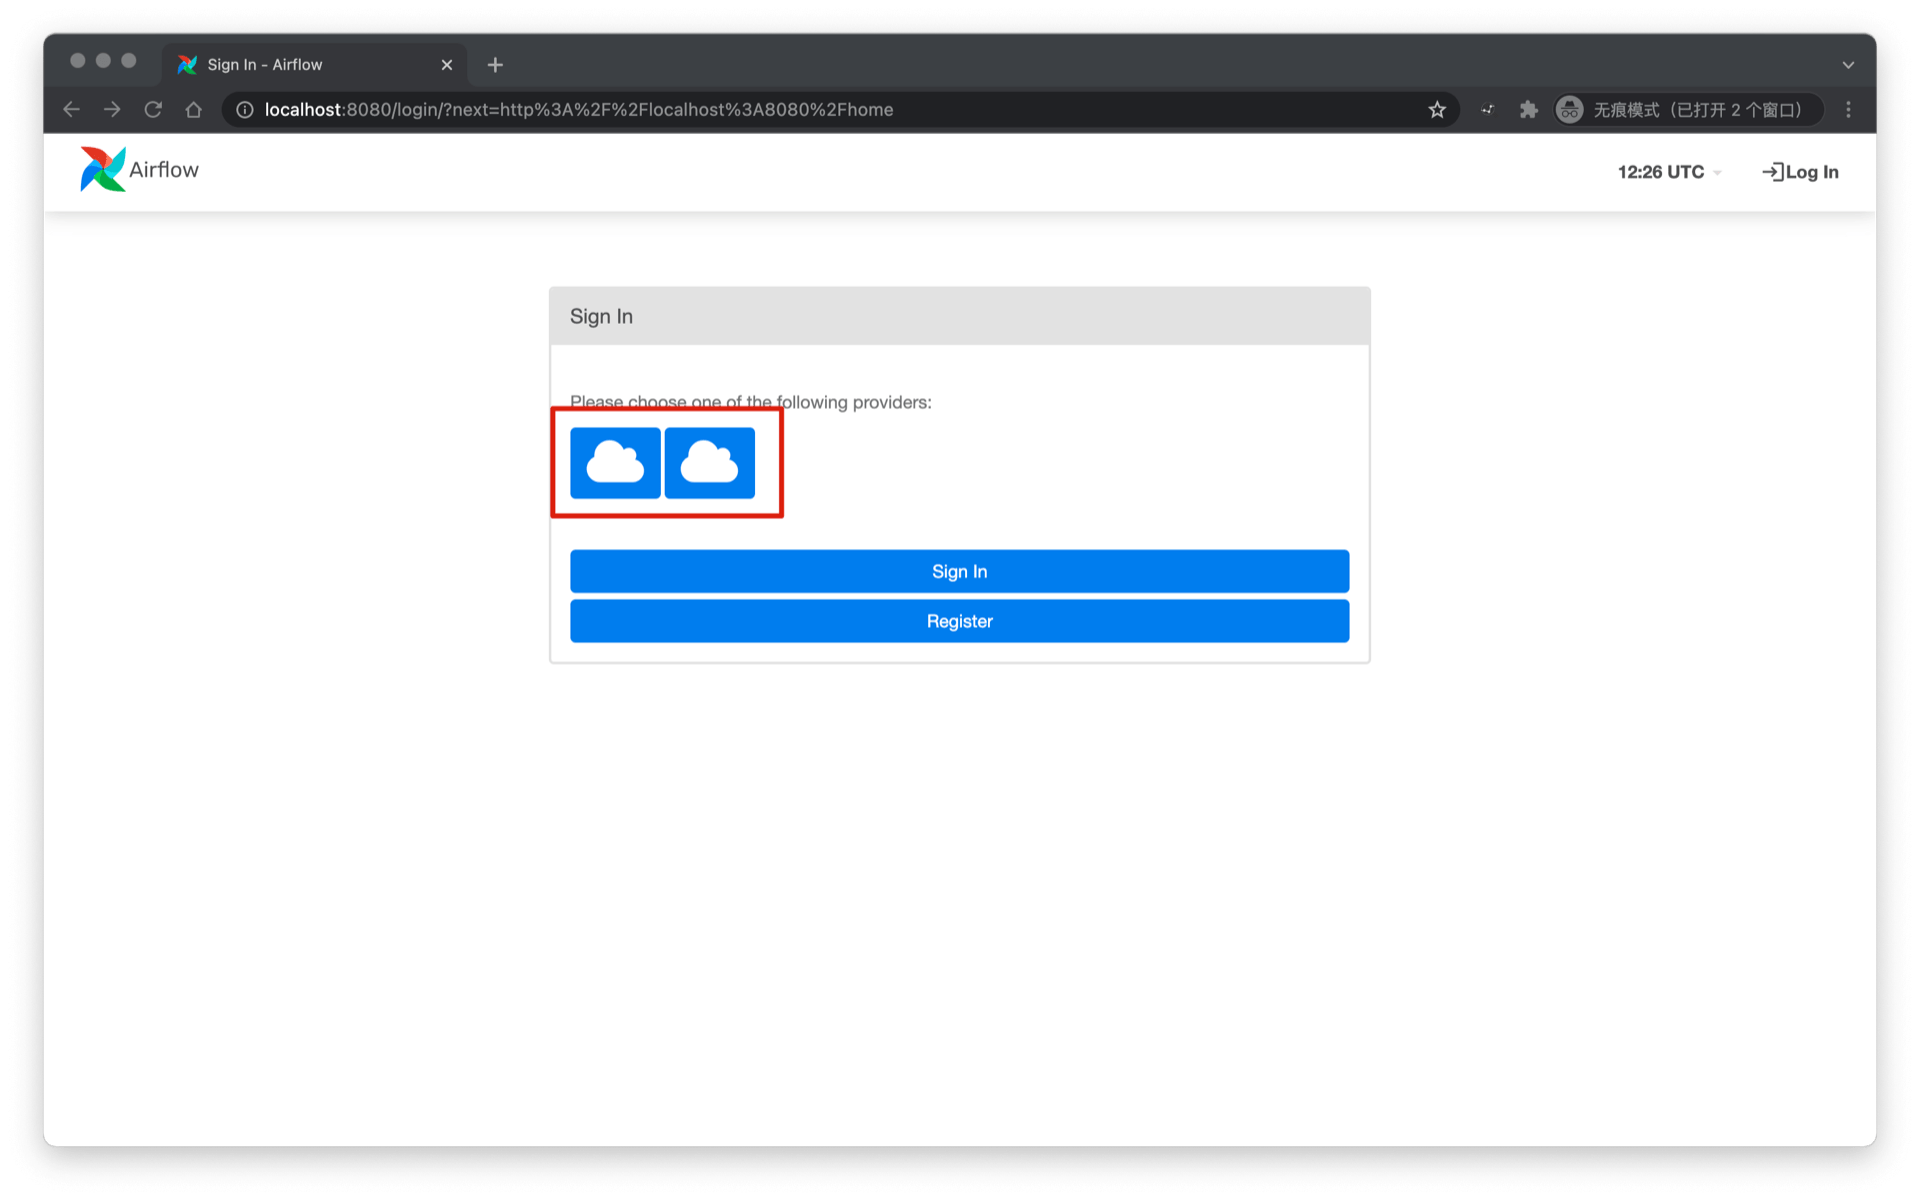 Sign In - Airflow
localhost:8080/login/?next=http%3A%2F%2Flocalhost%3A8080%2Fhome
无痕模式（已打开 2 个窗口）
Airflow
12:26 UTC
Log In
Sign In
Please choose one of the following providers:
Sign In
Register